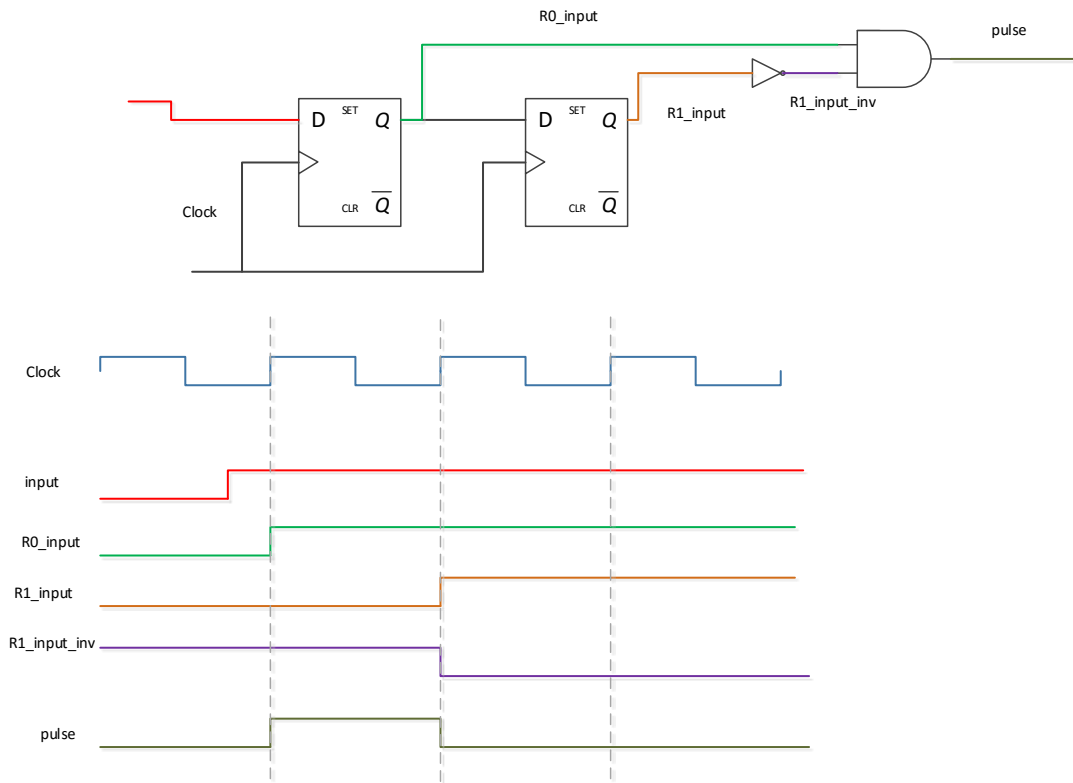 R0_input
pulse
R1_input
R1_input_inv
D SET Q
CLR Q
D SET Q
CLR Q
Clock
Clock
input
R0_input
R1_input
R1_input_inv
pulse